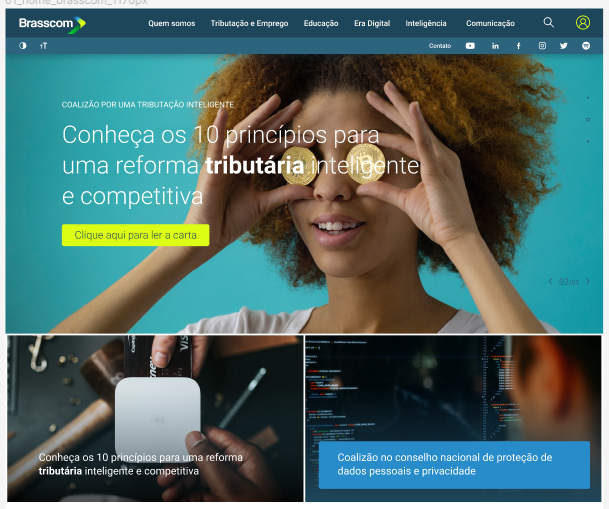 01_home_brasscom_1170px
Brasscom
Quem somos Tributação e Emprego Educação Era Digital Inteligência Comunicação
Contato
COALIZÃO POR UMA TRIBUTAÇÃO INTELIGENTE
Conheça os 10 princípios para
uma reforma tributária inteligente
e competitiva
Clique aqui para ler a carta
02/03
VISA
Conheça os 10 princípios para uma reforma
tributária inteligente e competitiva
Coalizão no conselho nacional de proteção de
dados pessoais e privacidade